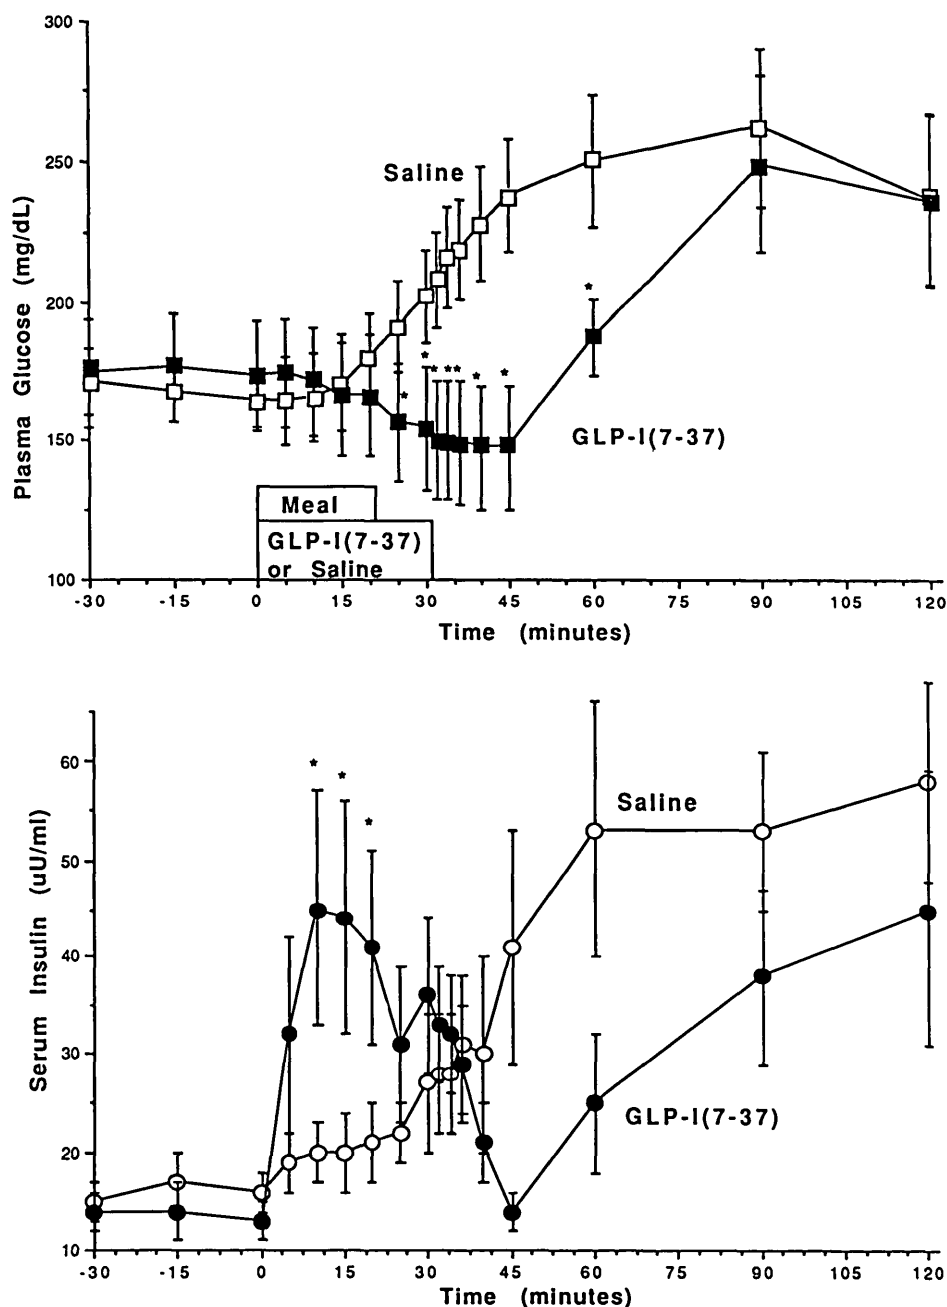 300
250
200
150
100
Plasma Glucose (mg/dL)
Saline
* * * * * * * *
GLP-I(7-37)
Meal
GLP-I(7-37)
or Saline
-30 -15 0 15 30 45 60 75 90 105 120
Time (minutes)
60
50
40
30
20
10
Serum Insulin (uU/ml)
* * *
Saline
GLP-I(7-37)
-30 -15 0 15 30 45 60 75 90 105 120
Time (minutes)